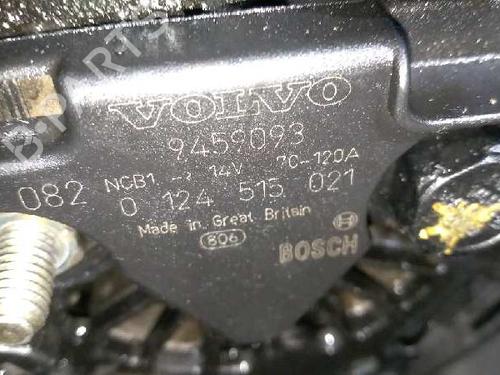 VOLVO
9459093
082 NCB1 -> 14V 70-120A
0 124 515 021
Made in Great Britain
806
BOSCH